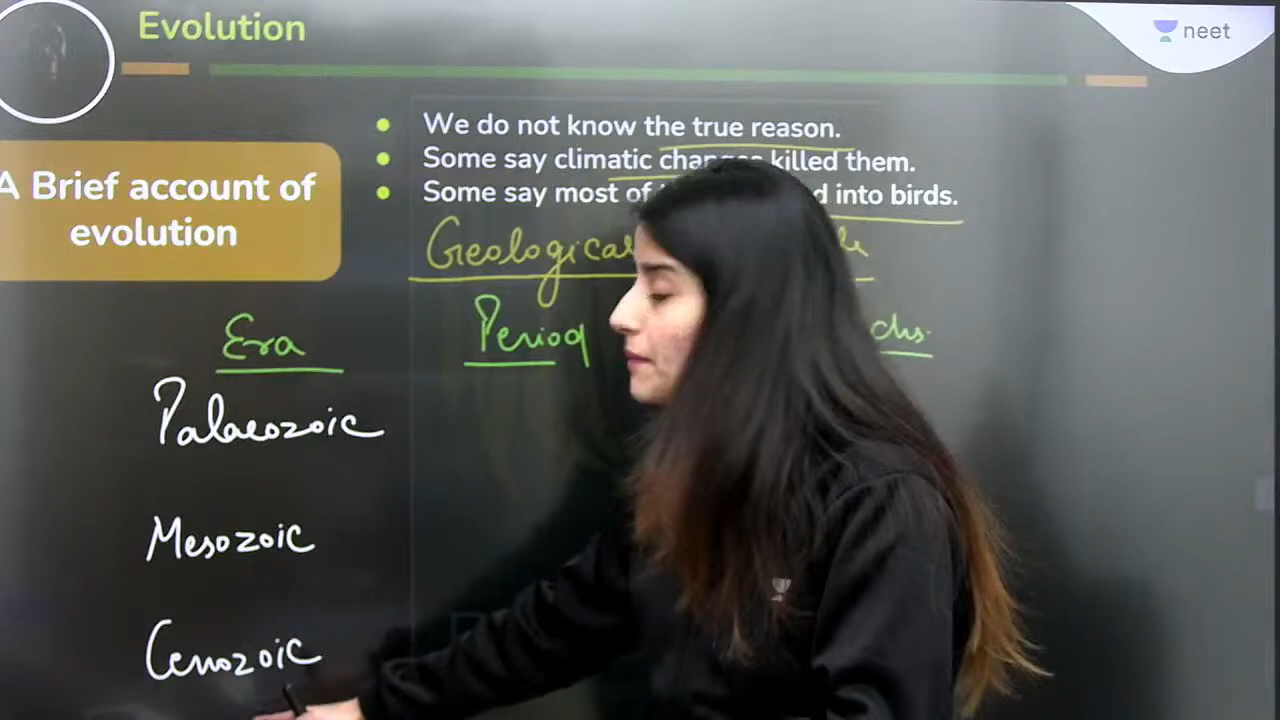 Evolution
neet
We do not know the true reason.
Some say climatic changes killed them.
Some say most of into birds.
A Brief account of
evolution
Geological
Era Period
Palaeozoic
Mesozoic
Cenozoic